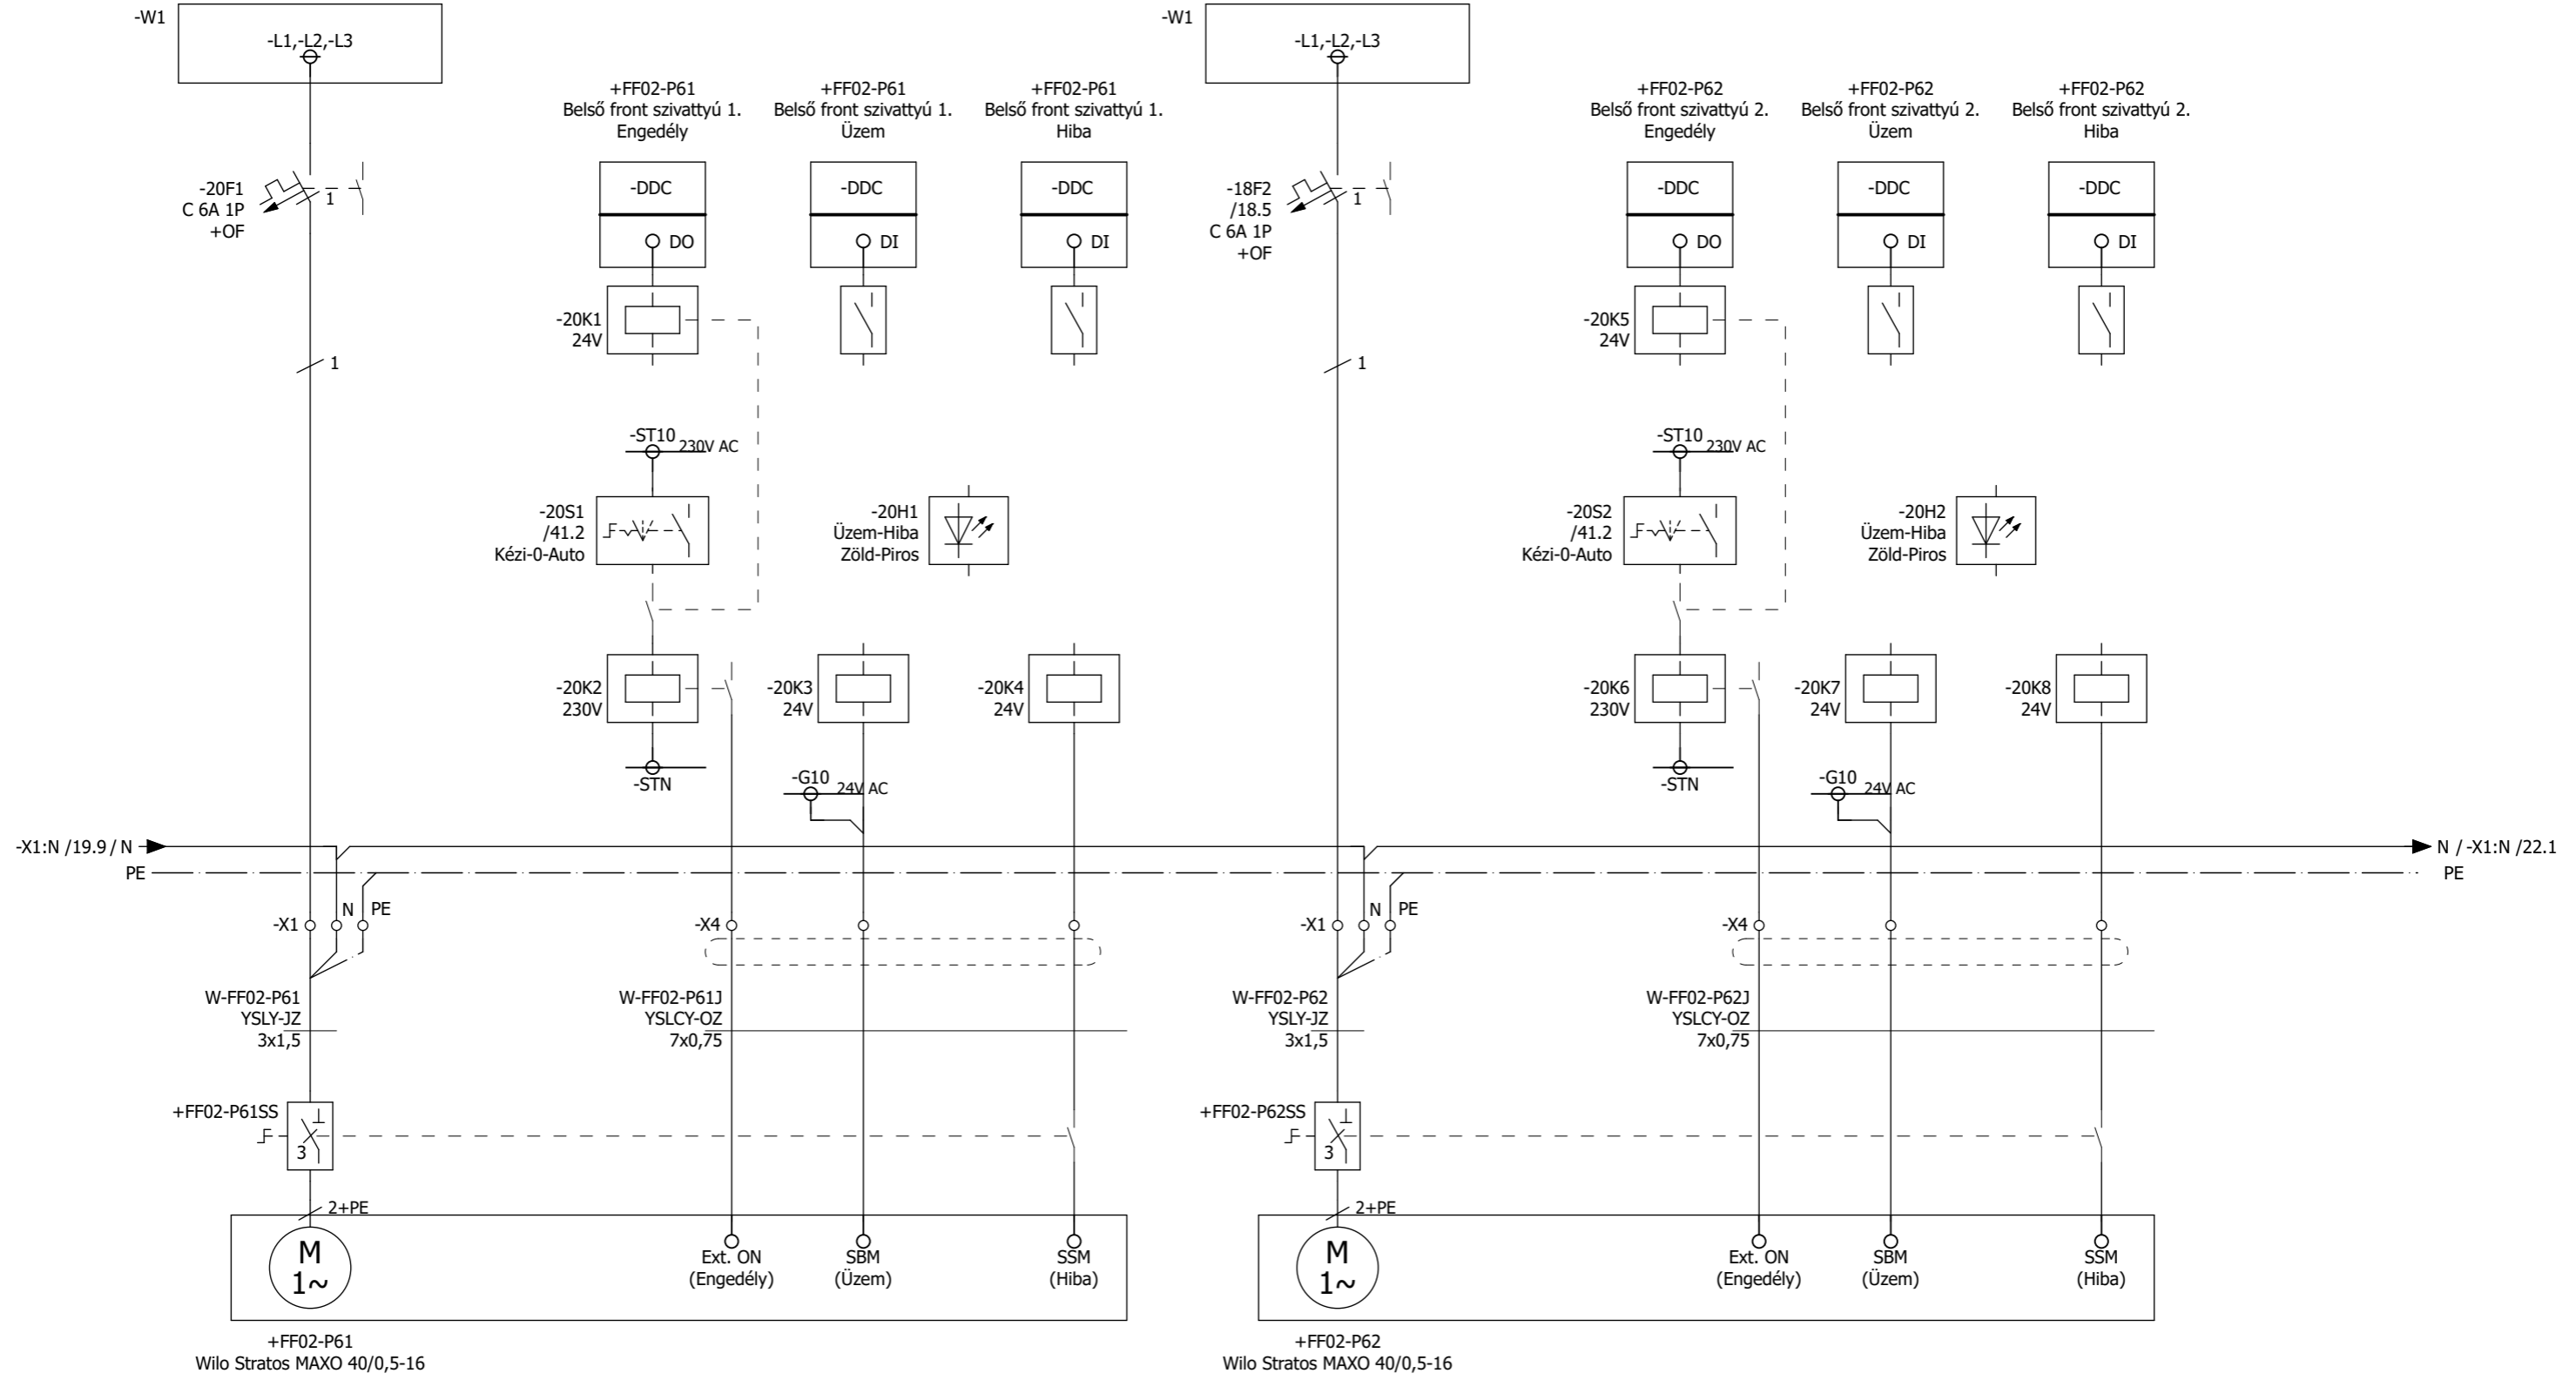 -W1
-L1,-L2,-L3
-W1
-L1,-L2,-L3
+FF02-P61
Belső front szivattyú 1.
Engedély
+FF02-P61
Belső front szivattyú 1.
Üzem
+FF02-P61
Belső front szivattyú 1.
Hiba
+FF02-P62
Belső front szivattyú 2.
Engedély
+FF02-P62
Belső front szivattyú 2.
Üzem
+FF02-P62
Belső front szivattyú 2.
Hiba
-20F1
C 6A 1P
+OF
1
-DDC
DO
-DDC
DI
-DDC
DI
-18F2
/18.5
C 6A 1P
+OF
1
-DDC
DO
-DDC
DI
-DDC
DI
-20K1
24V
1
-20K5
24V
1
-ST10
230V AC
-ST10
230V AC
-20S1
/41.2
Kézi-0-Auto
-20H1
Üzem-Hiba
Zöld-Piros
-20S2
/41.2
Kézi-0-Auto
-20H2
Üzem-Hiba
Zöld-Piros
-20K2
230V
-20K3
24V
-20K4
24V
-20K6
230V
-20K7
24V
-20K8
24V
-STN
-G10
24V AC
-STN
-G10
24V AC
-X1:N /19.9 / N
N / -X1:N /22.1
PE
PE
-X1
N
PE
-X4
-X1
N
PE
-X4
W-FF02-P61
YSLY-JZ
3x1,5
W-FF02-P61J
YSLCY-OZ
7x0,75
W-FF02-P62
YSLY-JZ
3x1,5
W-FF02-P62J
YSLCY-OZ
7x0,75
+FF02-P61SS
3
+FF02-P62SS
3
2+PE
2+PE
M
1~
Ext. ON
(Engedély)
SBM
(Üzem)
SSM
(Hiba)
M
1~
Ext. ON
(Engedély)
SBM
(Üzem)
SSM
(Hiba)
+FF02-P61
Wilo Stratos MAXO 40/0,5-16
+FF02-P62
Wilo Stratos MAXO 40/0,5-16